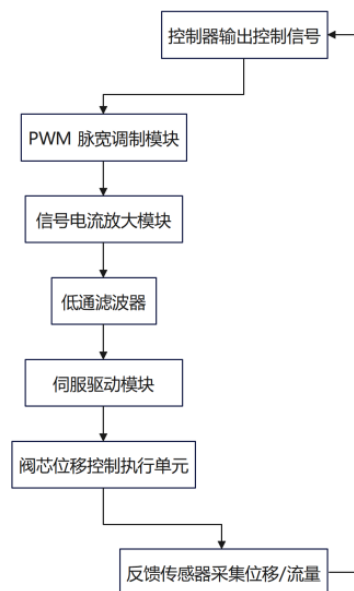 控制器输出控制信号
PWM 脉宽调制模块
信号电流放大模块
低通滤波器
伺服驱动模块
阀芯位移控制执行单元
反馈传感器采集位移/流量